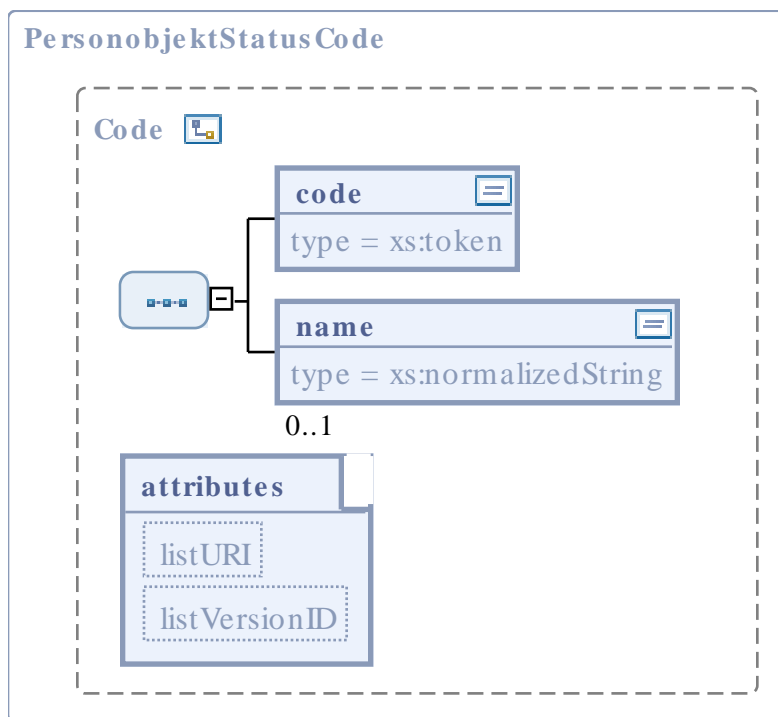 PersonobjektStatusCode
Code
code
type = xs:token
name
type = xs:normalizedString
0..1
attributes
listURI
listVersionID